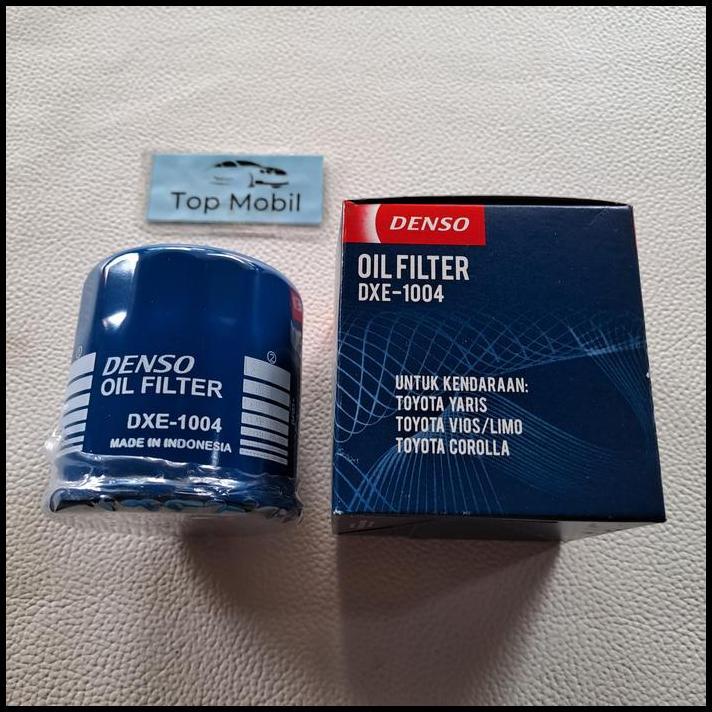 Top Mobil
DENSO
OIL FILTER
DXE-1004
UNTUK KENDARAAN:
TOYOTA YARIS
TOYOTA VIOS/LIMO
TOYOTA COROLLA
②
DENSO
OIL FILTER
DXE-1004
MADE IN INDONESIA